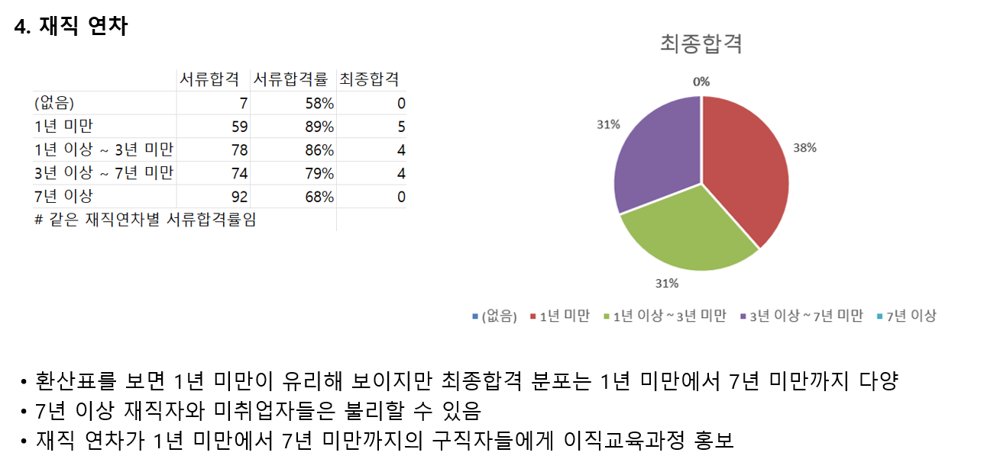 4. 재직 연차
서류합격 서류합격률 최종합격
(없음) 7 58% 0
1년 미만 59 89% 5
1년 이상 ~ 3년 미만 78 86% 4
3년 이상 ~ 7년 미만 74 79% 4
7년 이상 92 68% 0
# 같은 재직연차별 서류합격률임
최종합격
0%
31%
38%
31%
(없음) 1년 미만 1년 이상 ~ 3년 미만 3년 이상 ~ 7년 미만 7년 이상
• 환산표를 보면 1년 미만이 유리해 보이지만 최종합격 분포는 1년 미만에서 7년 미만까지 다양
• 7년 이상 재직자와 미취업자들은 불리할 수 있음
• 재직 연차가 1년 미만에서 7년 미만까지의 구직자들에게 이직교육과정 홍보